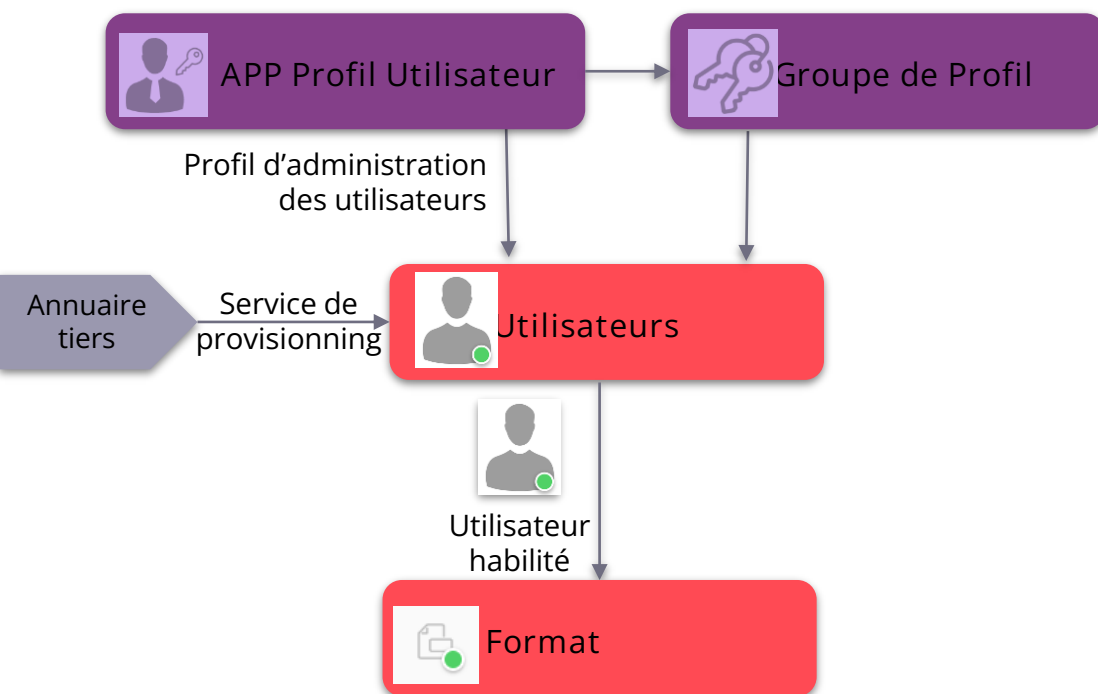 APP Profil Utilisateur
Groupe de Profil
Profil d’administration
des utilisateurs
Annuaire
tiers
Service de
provisionning
Utilisateurs
Utilisateur
habilité
Format